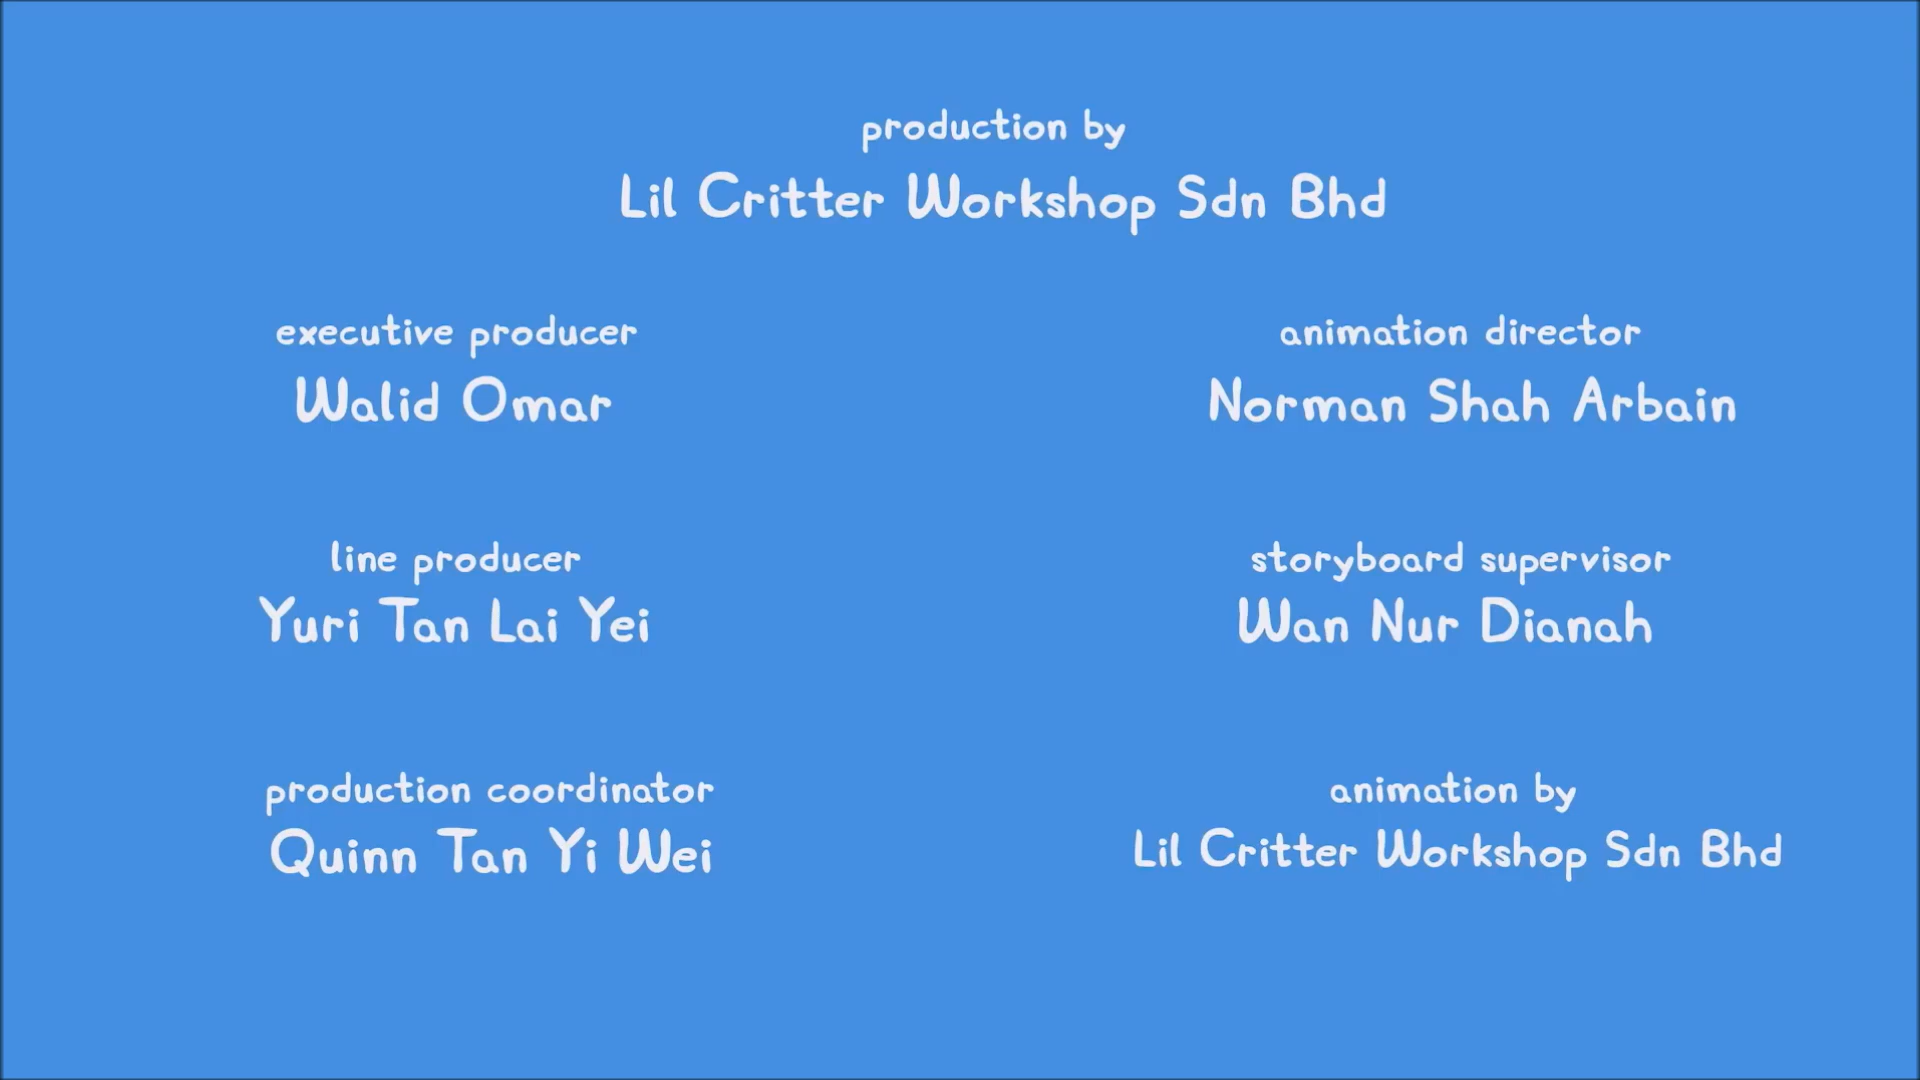 production by
Lil Critter Workshop Sdn Bhd
executive producer
Walid Omar
animation director
Norman Shah Arbain
line producer
Yuri Tan Lai Yei
storyboard supervisor
Wan Nur Dianah
production coordinator
Quinn Tan Yi Wei
animation by
Lil Critter Workshop Sdn Bhd